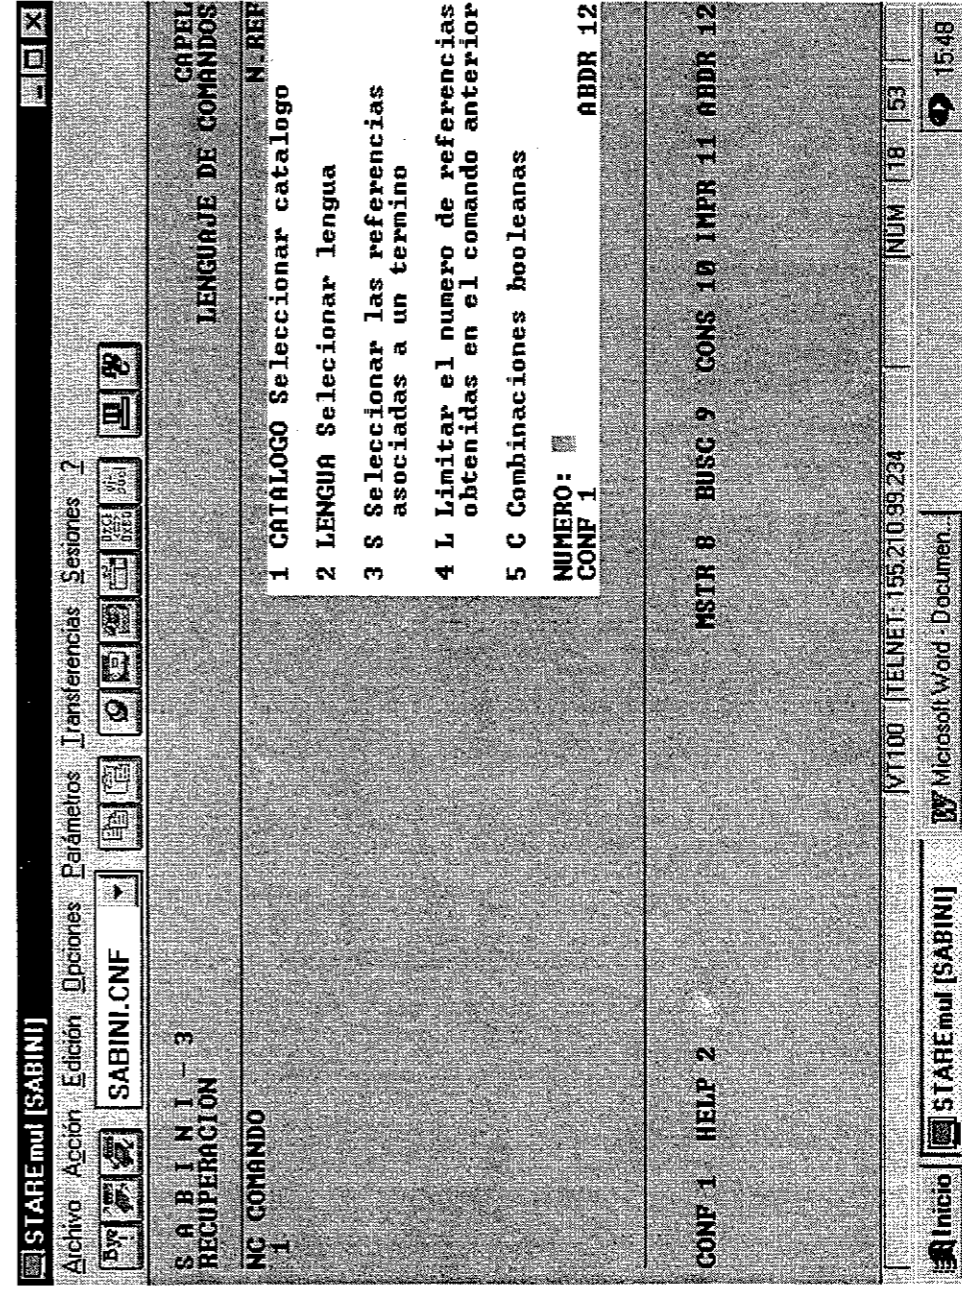 STAREmul [SABINI]
Archivo Acción Edición Opciones Parámetros Transferencias Sesiones ?
Bye SABINI.CNF
S A B I N I - 3 CAPEL
RECUPERACION LENGUAJE DE COMANDOS
NC COMANDO N.REF
1
1 CATALOGO Seleccionar catalogo
2 LENGUA Selecionar lengua
3 S Seleccionar las referencias
asociadas a un termino
4 L Limitar el numero de referencias
obtenidas en el comando anterior
5 C Combinaciones booleanas
NUMERO:
CONF 1 ABDR 12
CONF 1 HELP 2 MSTR 8 BUSC 9 CONS 10 IMPR 11 ABDR 12
VT100 TELNET: 155.210.99.234 NUM 18 53
Inicio STAREmul [SABINI] Microsoft Word - Documen... 15:48